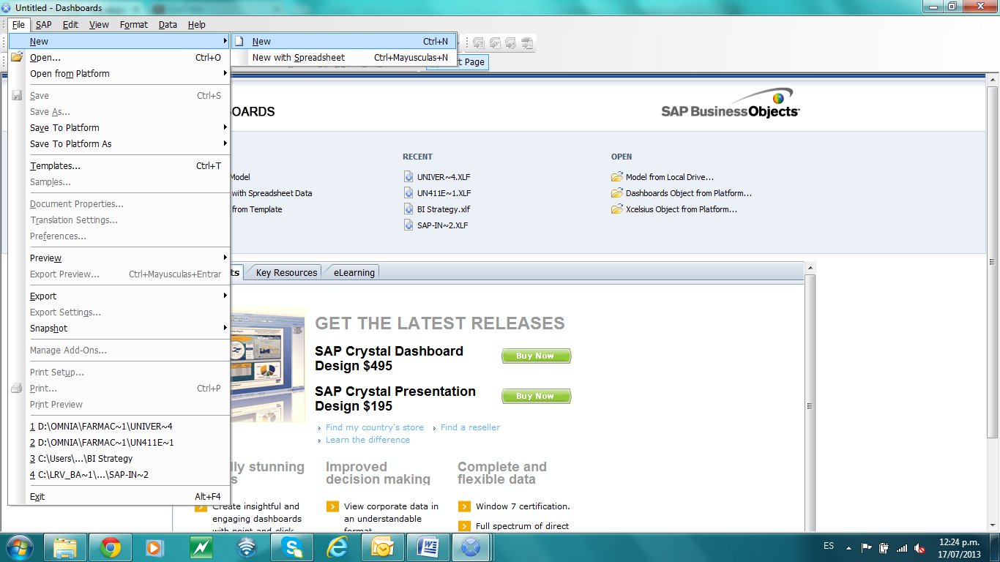 Untitled - Dashboards
File SAP Edit View Format Data Help
New
New Ctrl+N
Open... Ctrl+O
New with Spreadsheet Ctrl+Mayusculas+N
Page
Open from Platform
Save Ctrl+S
Save As...
Save To Platform
Save To Platform As
Templates... Ctrl+T
Samples...
Document Properties...
Translation Settings...
Preferences...
Preview
Export Preview... Ctrl+Mayusculas+Entrar
Export
Export Settings...
Snapshot
Manage Add-Ons...
Print Setup...
Print... Ctrl+P
Print Preview
1 D:\OMNIA\FARMAC~1\UNIVER~4
2 D:\OMNIA\FARMAC~1\UN411E~1
3 C:\Users\...\BI Strategy
4 C:\LRV_BA~1\...\SAP-IN~2
Exit Alt+F4
SAP BusinessObjects™
Model
with Spreadsheet Data
from Template
RECENT
UNIVER~4.XLF
UN411E~1.XLF
BI Strategy.xlf
SAP-IN~2.XLF
OPEN
Model from Local Drive...
Dashboards Object from Platform...
Xcelsius Object from Platform...
Key Resources eLearning
GET THE LATEST RELEASES
SAP Crystal Dashboard
Design $495
Buy Now
SAP Crystal Presentation
Design $195
Buy Now
Find my country's store Find a reseller
Learn the difference
stunning
Create insightful and
engaging dashboards
with point-and-click
Improved
decision making
View corporate data in
an understandable
format.
Complete and
flexible data
Window 7 certification.
Full spectrum of direct
ES
12:24 p.m.
17/07/2013